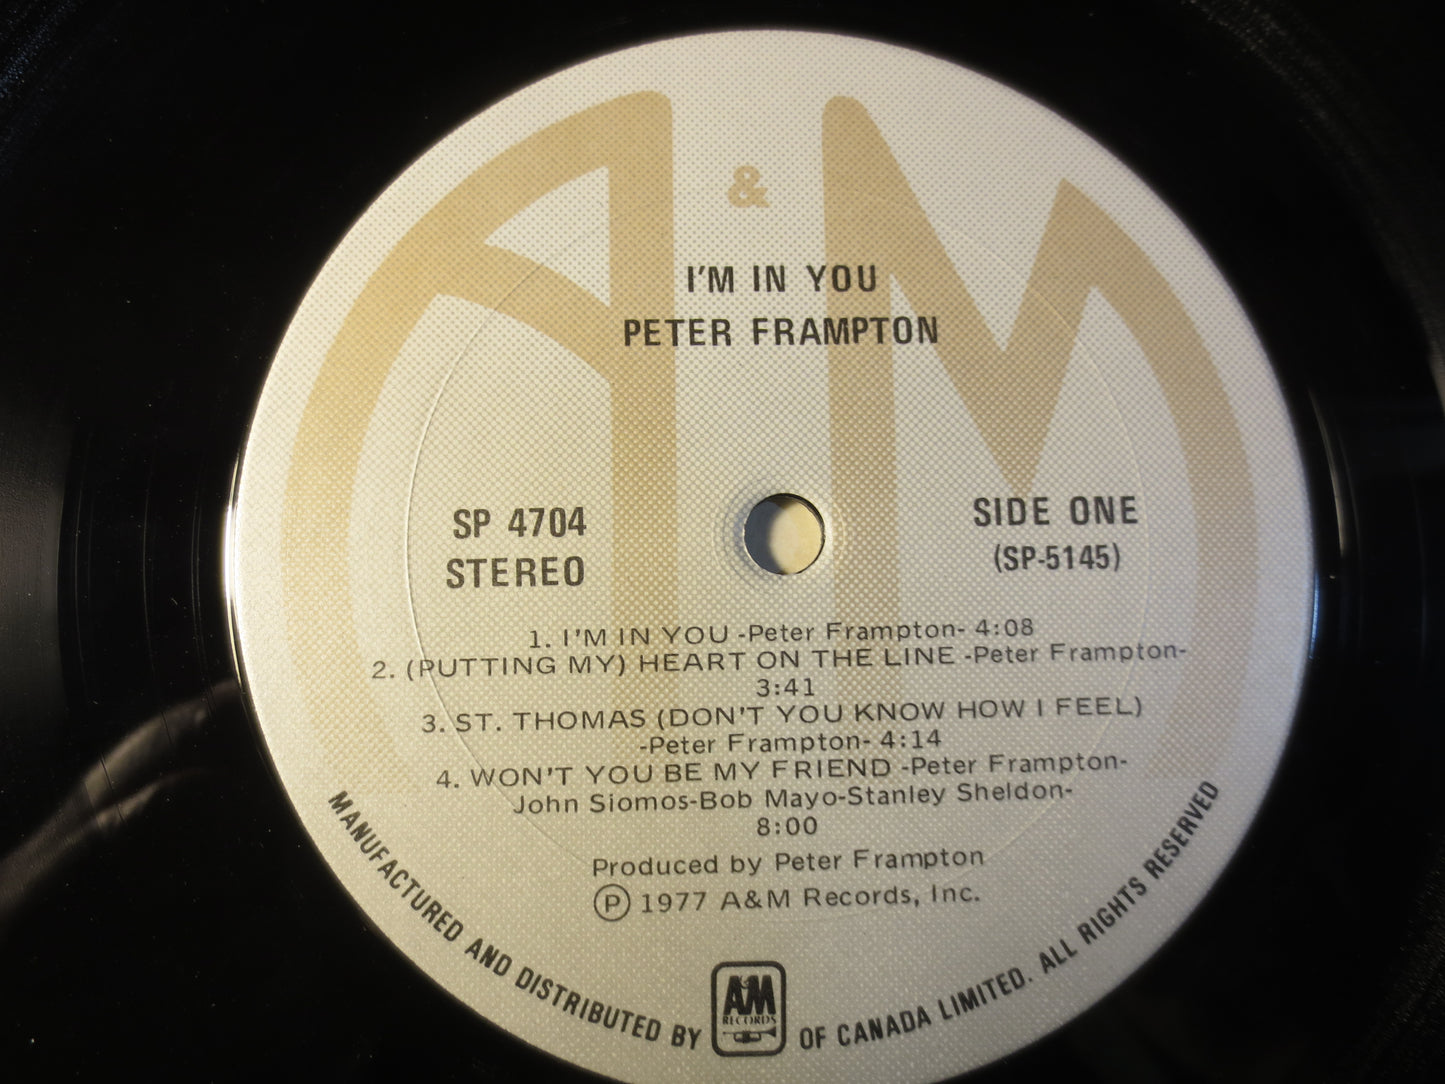 A & M
I'M IN YOU
PETER FRAMPTON
SP 4704
STEREO
SIDE ONE
(SP-5145)
1. I'M IN YOU -Peter Frampton- 4:08
2. (PUTTING MY) HEART ON THE LINE -Peter Frampton-
3:41
3. ST. THOMAS (DON'T YOU KNOW HOW I FEEL)
-Peter Frampton- 4:14
4. WON'T YOU BE MY FRIEND -Peter Frampton-
John Siomos-Bob Mayo-Stanley Sheldon-
8:00
Produced by Peter Frampton
Ⓟ 1977 A&M Records, Inc.
MANUFACTURED AND DISTRIBUTED BY A&M RECORDS OF CANADA LIMITED. ALL RIGHTS RESERVED